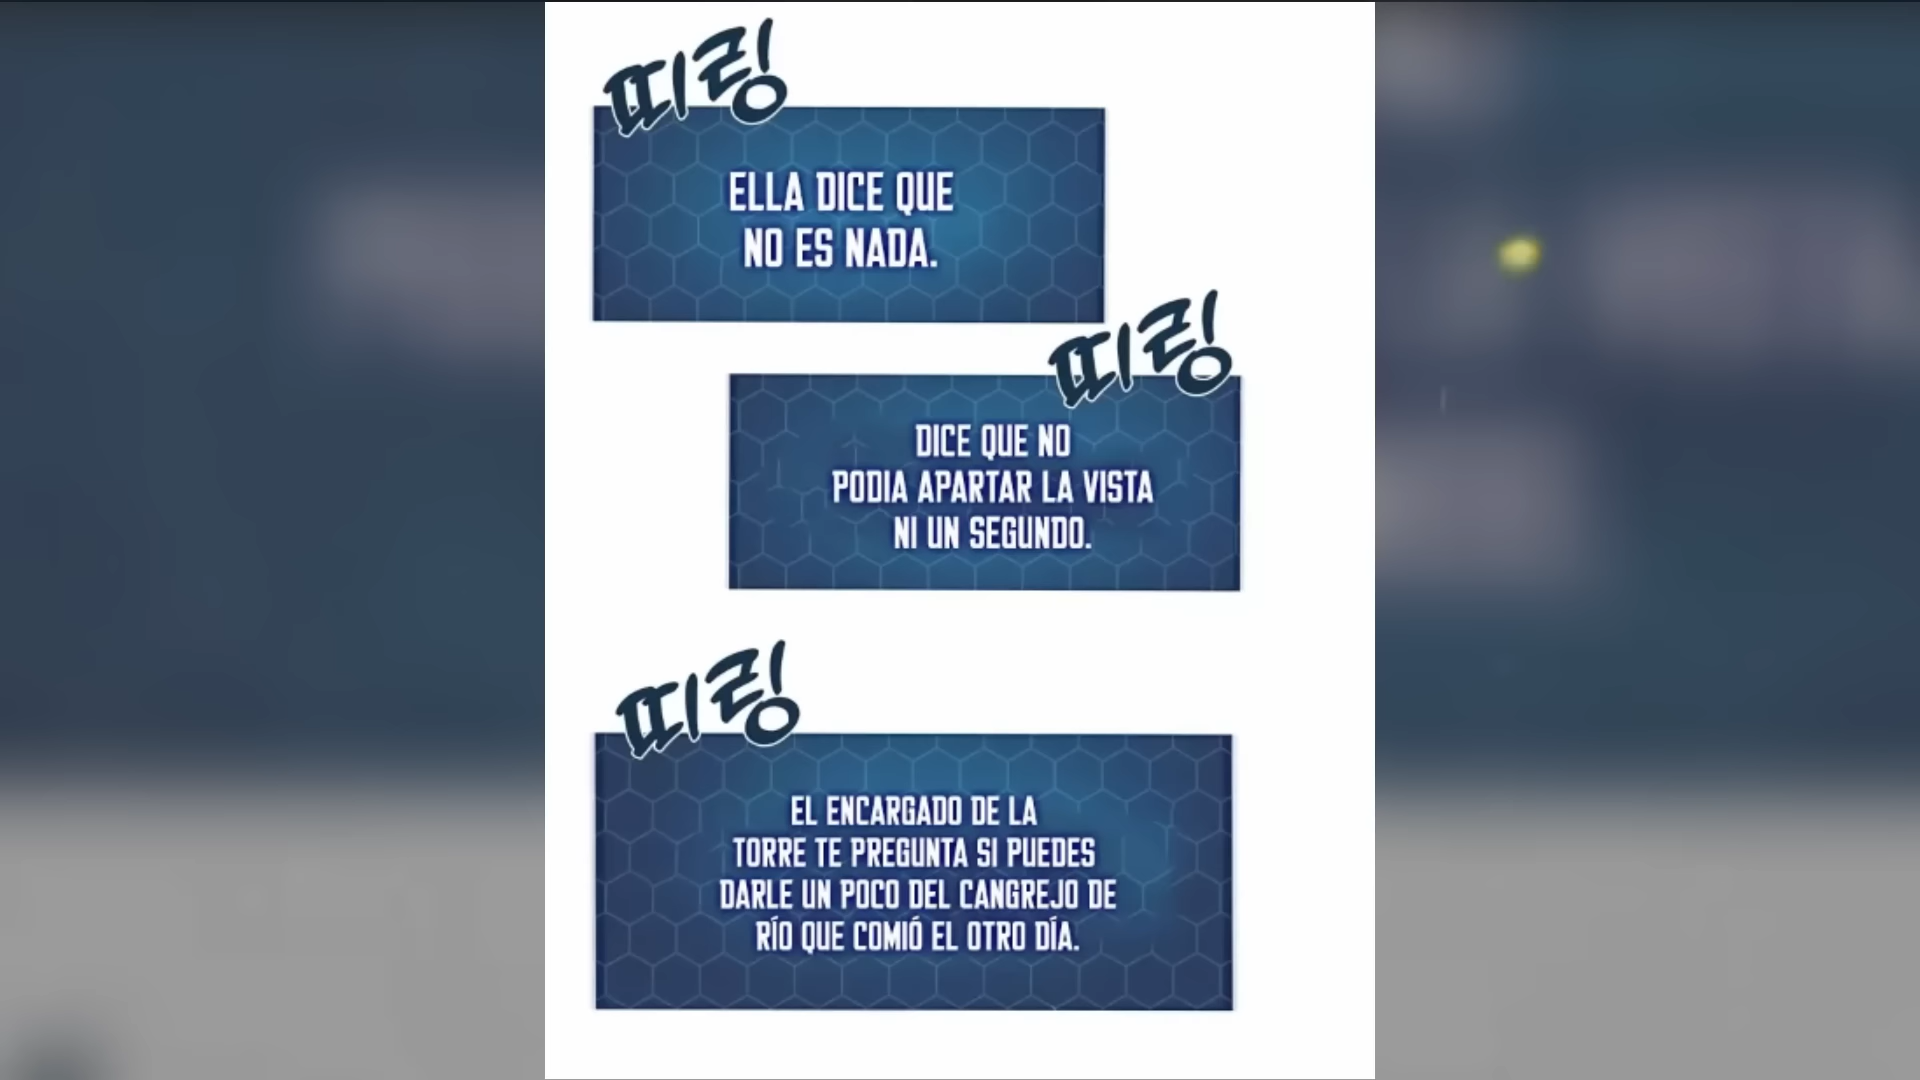 띠링
ELLA DICE QUE
NO ES NADA.
띠링
DICE QUE NO
PODIA APARTAR LA VISTA
NI UN SEGUNDO.
띠링
EL ENCARGADO DE LA
TORRE TE PREGUNTA SI PUEDES
DARLE UN POCO DEL CANGREJO DE
RÍO QUE COMIÓ EL OTRO DÍA.